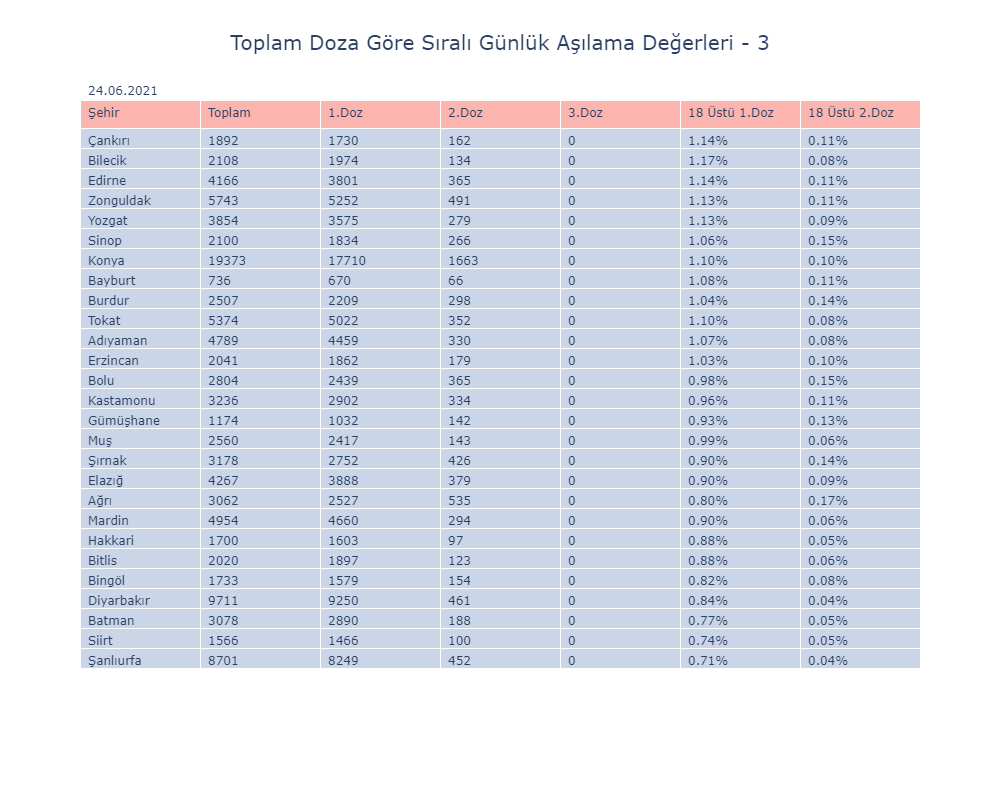 Toplam Doza Göre Sıralı Günlük Aşılama Değerleri - 3
24.06.2021
Şehir Toplam 1.Doz 2.Doz 3.Doz 18 Üstü 1.Doz 18 Üstü 2.Doz
Çankırı 1892 1730 162 0 1.14% 0.11%
Bilecik 2108 1974 134 0 1.17% 0.08%
Edirne 4166 3801 365 0 1.14% 0.11%
Zonguldak 5743 5252 491 0 1.13% 0.11%
Yozgat 3854 3575 279 0 1.13% 0.09%
Sinop 2100 1834 266 0 1.06% 0.15%
Konya 19373 17710 1663 0 1.10% 0.10%
Bayburt 736 670 66 0 1.08% 0.11%
Burdur 2507 2209 298 0 1.04% 0.14%
Tokat 5374 5022 352 0 1.10% 0.08%
Adıyaman 4789 4459 330 0 1.07% 0.08%
Erzincan 2041 1862 179 0 1.03% 0.10%
Bolu 2804 2439 365 0 0.98% 0.15%
Kastamonu 3236 2902 334 0 0.96% 0.11%
Gümüşhane 1174 1032 142 0 0.93% 0.13%
Muş 2560 2417 143 0 0.99% 0.06%
Şırnak 3178 2752 426 0 0.90% 0.14%
Elazığ 4267 3888 379 0 0.90% 0.09%
Ağrı 3062 2527 535 0 0.80% 0.17%
Mardin 4954 4660 294 0 0.90% 0.06%
Hakkari 1700 1603 97 0 0.88% 0.05%
Bitlis 2020 1897 123 0 0.88% 0.06%
Bingöl 1733 1579 154 0 0.82% 0.08%
Diyarbakır 9711 9250 461 0 0.84% 0.04%
Batman 3078 2890 188 0 0.77% 0.05%
Siirt 1566 1466 100 0 0.74% 0.05%
Şanlıurfa 8701 8249 452 0 0.71% 0.04%